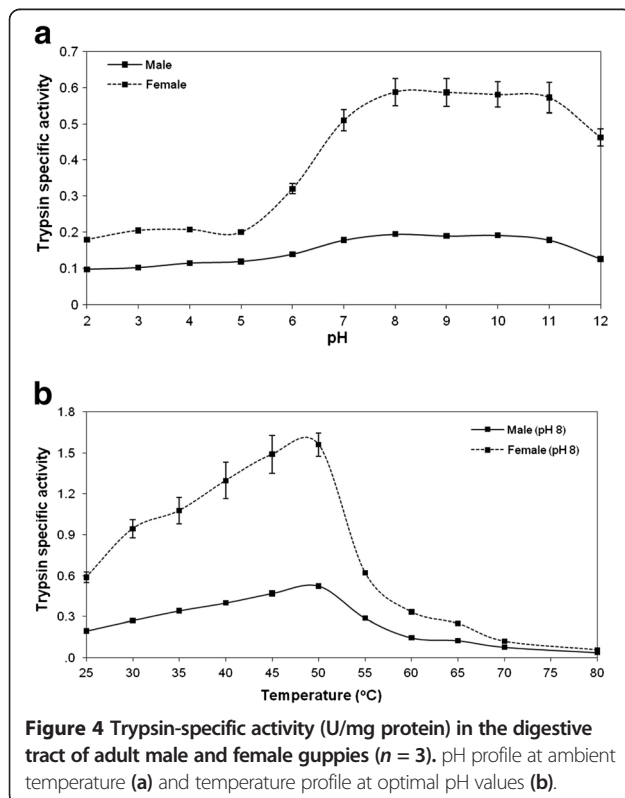 a
0.7
0.6
0.5
0.4
0.3
0.2
0.1
0
Trypsin specific activity
Male
Female
2 3 4 5 6 7 8 9 10 11 12
pH
b
1.8
1.5
1.2
0.9
0.6
0.3
.0
Trypsin specific activity
Male (pH 8)
Female (pH 8)
25 30 35 40 45 50 55 60 65 70 75 80
Temperature (°C)
Figure 4 Trypsin-specific activity (U/mg protein) in the digestive
tract of adult male and female guppies (n = 3). pH profile at ambient
temperature (a) and temperature profile at optimal pH values (b).